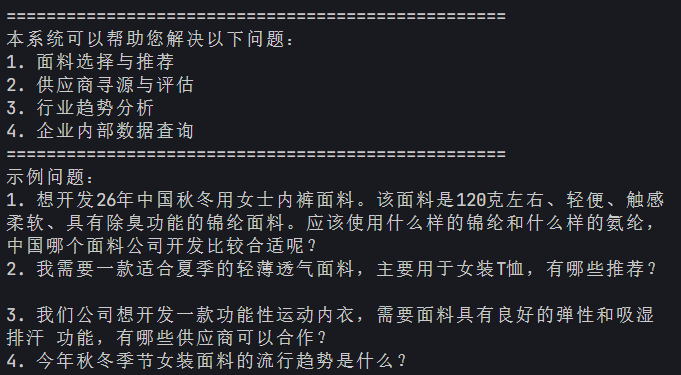 ==================================================
本系统可以帮助您解决以下问题：
1. 面料选择与推荐
2. 供应商寻源与评估
3. 行业趋势分析
4. 企业内部数据查询
==================================================
示例问题：
1. 想开发26年中国秋冬用女士内裤面料。该面料是120克左右、轻便、触感
柔软、具有除臭功能的锦纶面料。应该使用什么样的锦纶和什么样的氨纶，
中国哪个面料公司开发比较合适呢？
2. 我需要一款适合夏季的轻薄透气面料，主要用于女装T恤，有哪些推荐？
3. 我们公司想开发一款功能性运动内衣，需要面料具有良好的弹性和吸湿
排汗 功能，有哪些供应商可以合作？
4. 今年秋冬季节女装面料的流行趋势是什么？